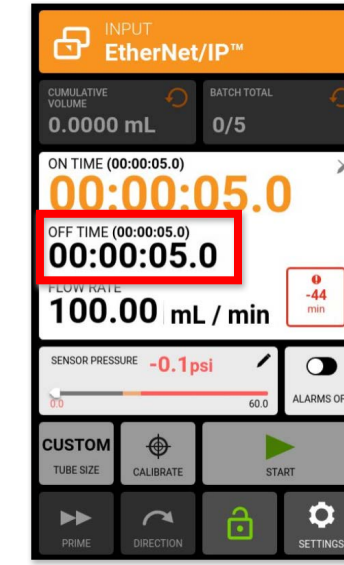 INPUT
EtherNet/IP™
CUMULATIVE VOLUME
0.0000 mL
BATCH TOTAL
0/5
ON TIME (00:00:05.0)
00:00:05.0
OFF TIME (00:00:05.0)
00:00:05.0
FLOW RATE
100.00 mL / min
-44
min
SENSOR PRESSURE -0.1psi
0.0 60.0
ALARMS OF
CUSTOM
TUBE SIZE
CALIBRATE
START
PRIME
DIRECTION
SETTINGS